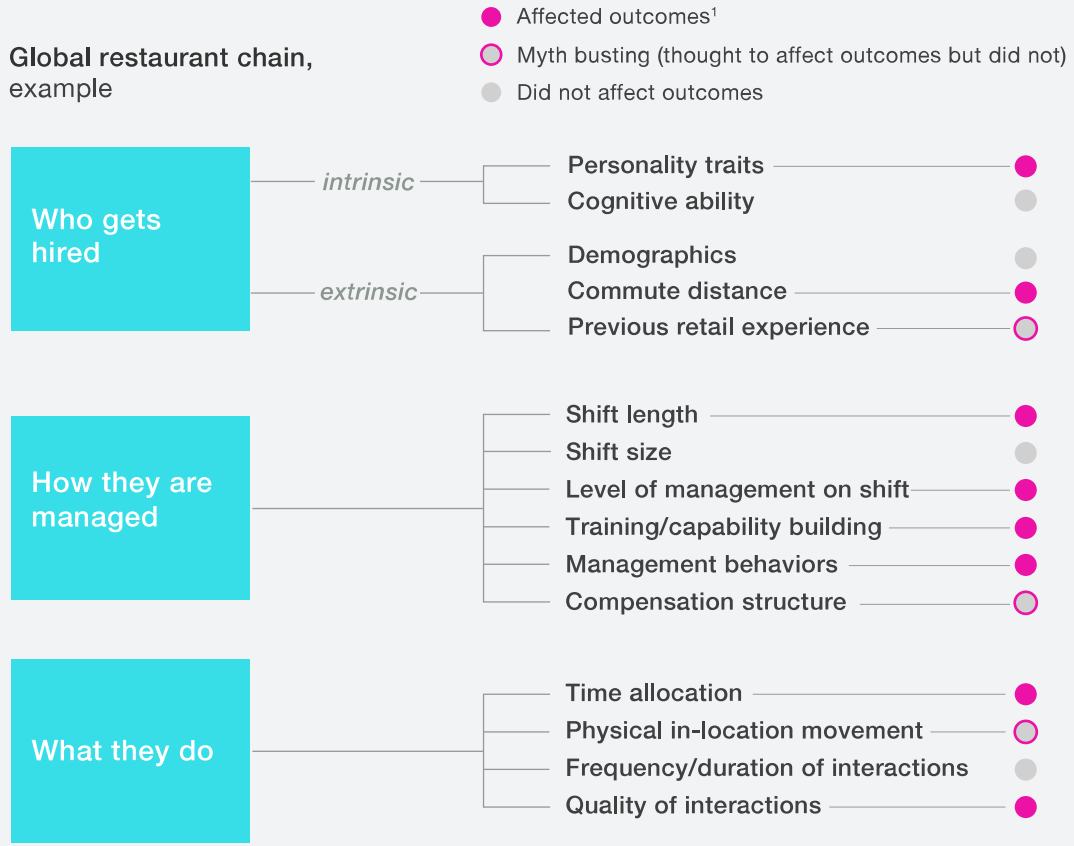 Affected outcomes¹
Global restaurant chain,
example
Myth busting (thought to affect outcomes but did not)
Did not affect outcomes
Who gets
hired
intrinsic
Personality traits
Cognitive ability
extrinsic
Demographics
Commute distance
Previous retail experience
How they are
managed
Shift length
Shift size
Level of management on shift
Training/capability building
Management behaviors
Compensation structure
What they do
Time allocation
Physical in-location movement
Frequency/duration of interactions
Quality of interactions